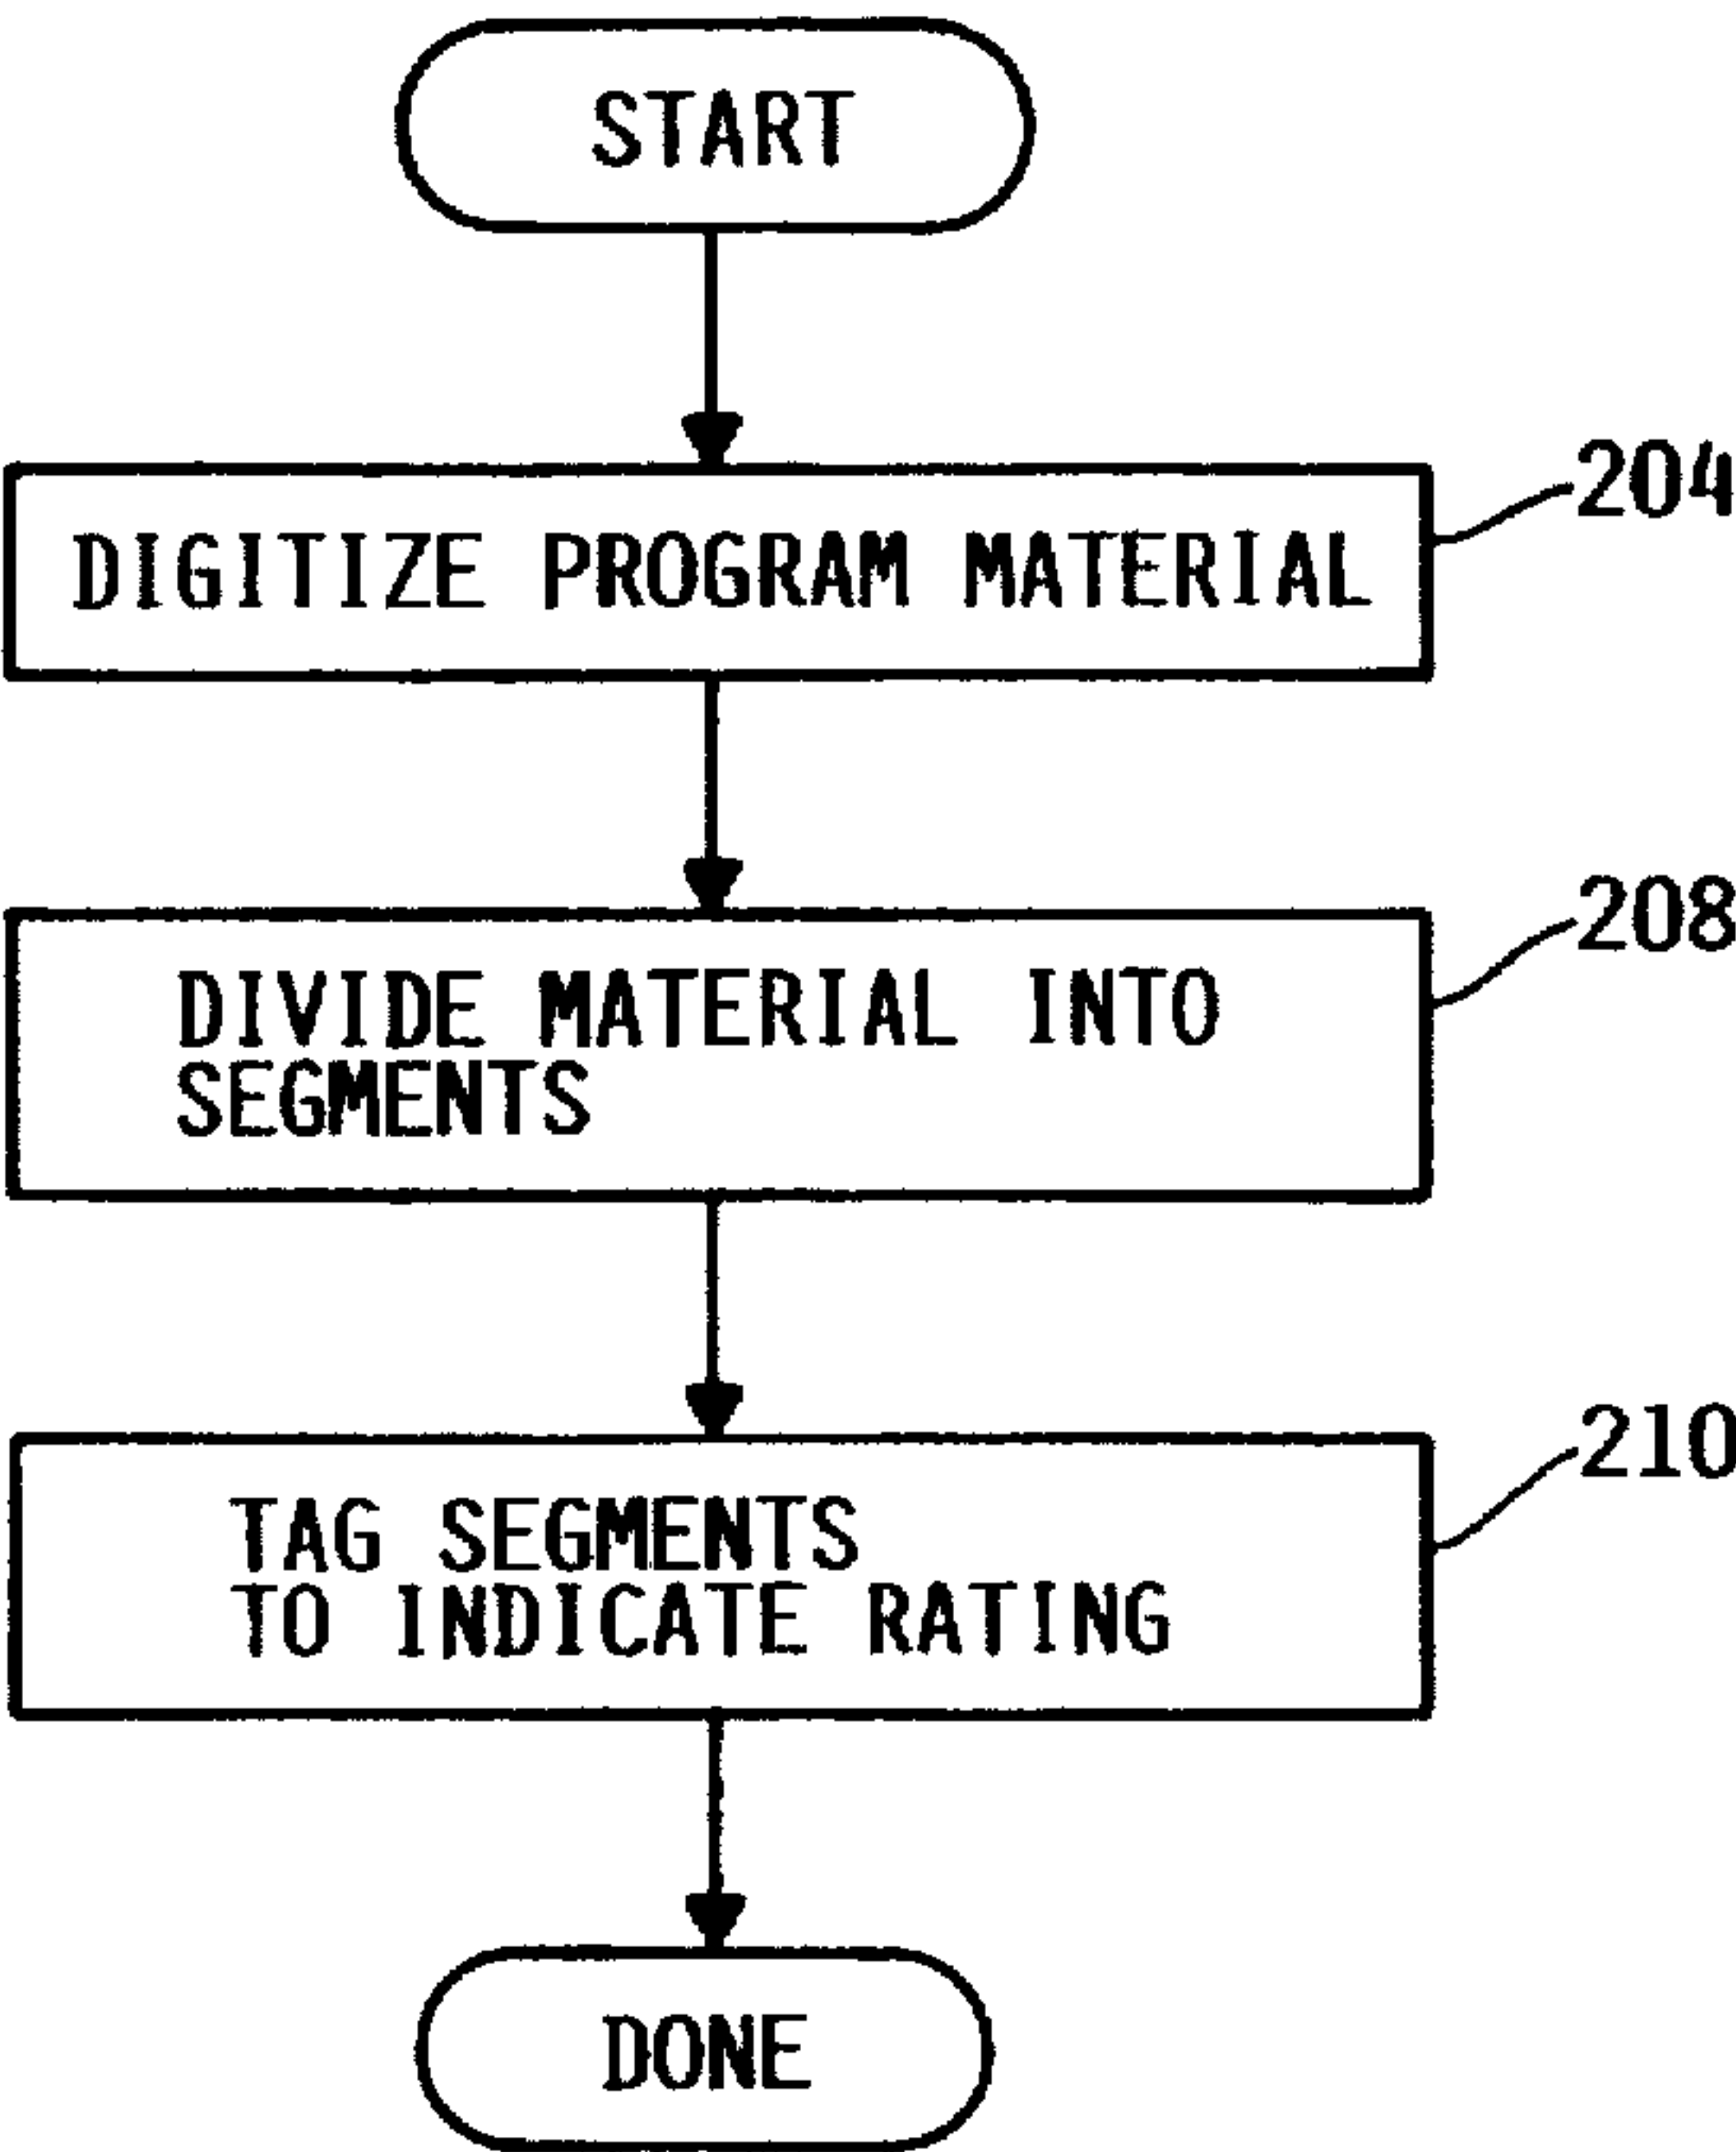 START
204
DIGITIZE PROGRAM MATERIAL
208
DIVIDE MATERIAL INTO
SEGMENTS
210
TAG SEGMENTS
TO INDICATE RATING
DONE